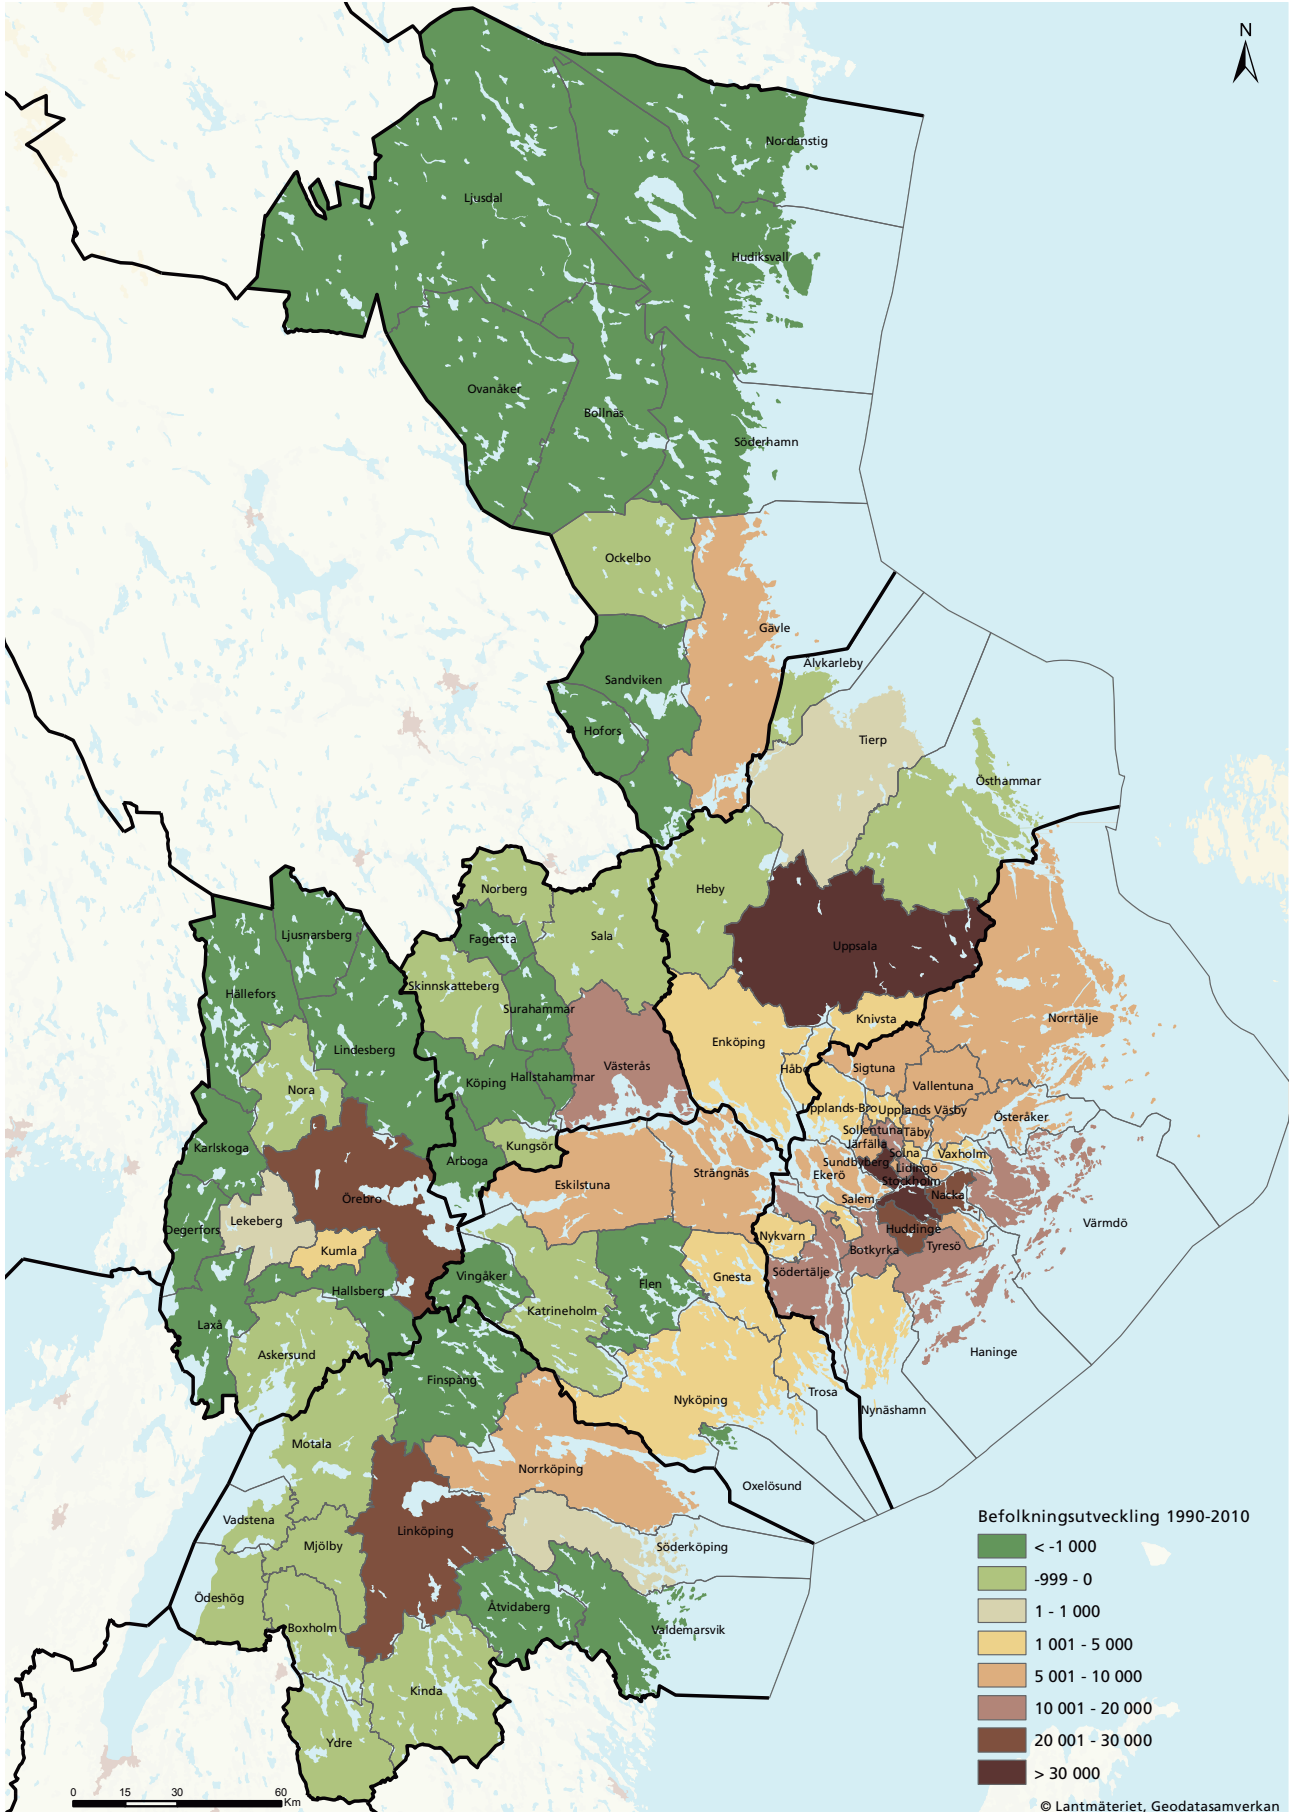 N
Nordanstig
Ljusdal
Hudiksvall
Ovanåker
Bollnäs
Söderhamn
Ockelbo
Gävle
Älvkarleby
Sandviken
Hofors
Tierp
Östhammar
Norberg
Heby
Sala
Ljusnarsberg
Fagersta
Uppsala
Skinnskatteberg
Hällefors
Surahammar
Knivsta
Norrtälje
Enköping
Lindesberg
Västerås
Håbo
Sigtuna
Hallstahammar
Köping
Nora
Vallentuna
Upplands-Bro
Upplands Väsby
Österåker
Sollentuna
Täby
Järfälla
Karlskoga
Kungsör
Solna
Vaxholm
Arboga
Sundbyberg
Lidingö
Strängnäs
Ekerö
Stockholm
Eskilstuna
Nacka
Örebro
Salem
Lekeberg
Värmdö
Degerfors
Huddinge
Nykvarn
Kumla
Botkyrka
Tyresö
Södertälje
Vingåker
Gnesta
Flen
Hallsberg
Katrineholm
Laxå
Haninge
Askersund
Finspång
Trosa
Nyköping
Nynäshamn
Motala
Norrköping
Oxelösund
Vadstena
Linköping
Mjölby
Söderköping
Ödeshög
Åtvidaberg
Boxholm
Valdemarsvik
Kinda
Ydre
Befolkningsutveckling 1990-2010
< -1 000
-999 - 0
1 - 1 000
1 001 - 5 000
5 001 - 10 000
10 001 - 20 000
20 001 - 30 000
> 30 000
0 15 30 60
Km
© Lantmäteriet, Geodatasamverkan